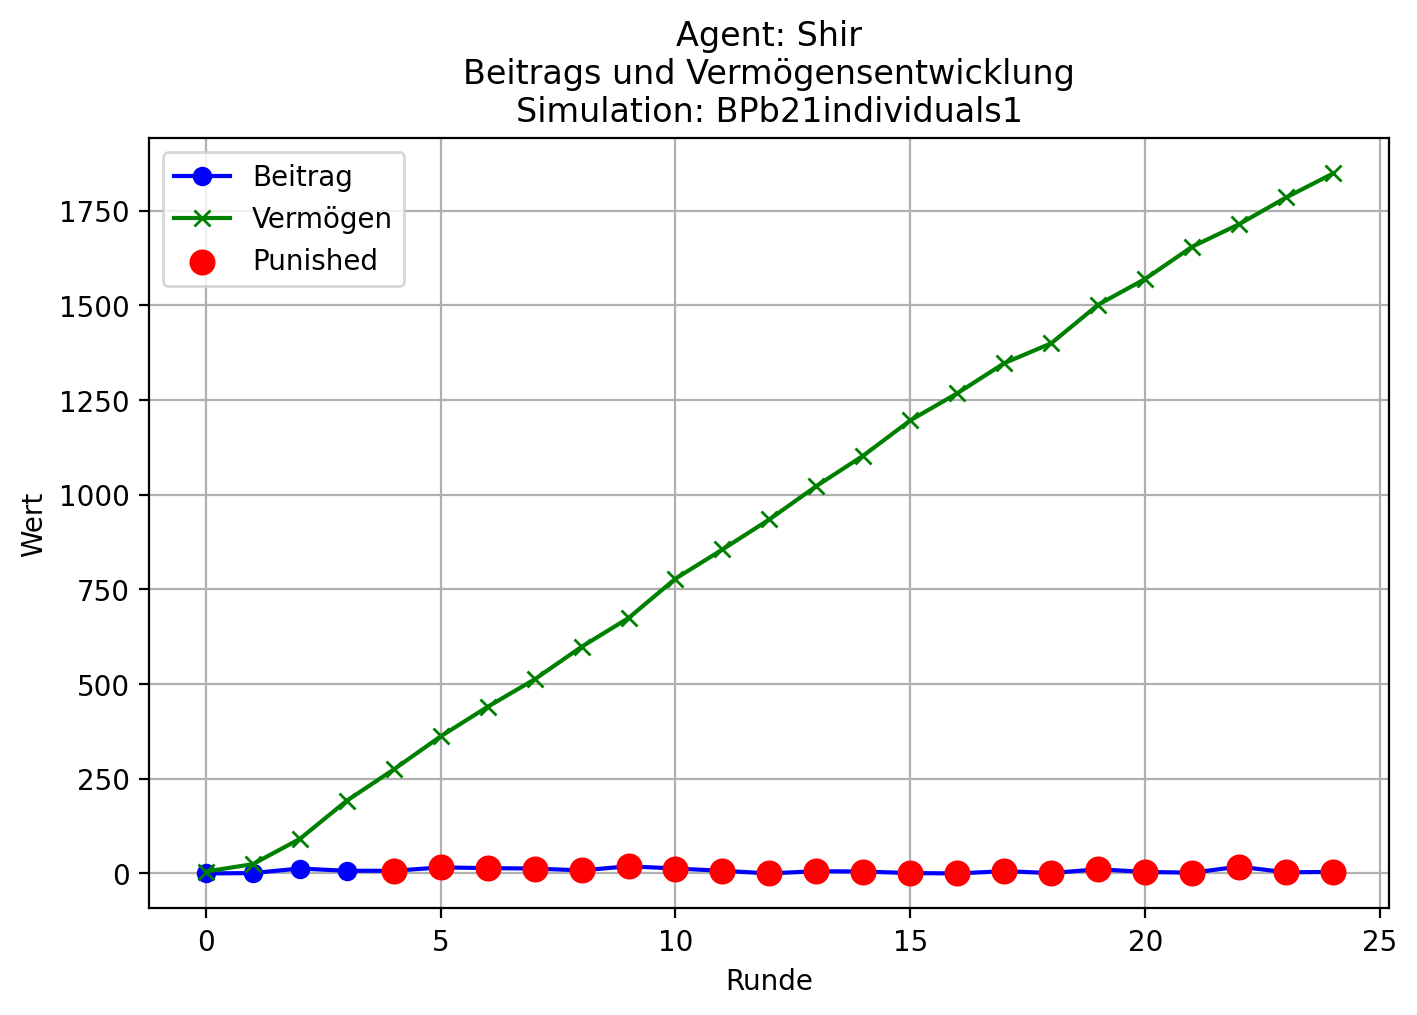 Agent: Shir
Beitrags und Vermögensentwicklung
Simulation: BPb21individuals1
Beitrag
Vermögen
Punished
1750
1500
1250
1000
750
500
250
0
Wert
0 5 10 15 20 25
Runde